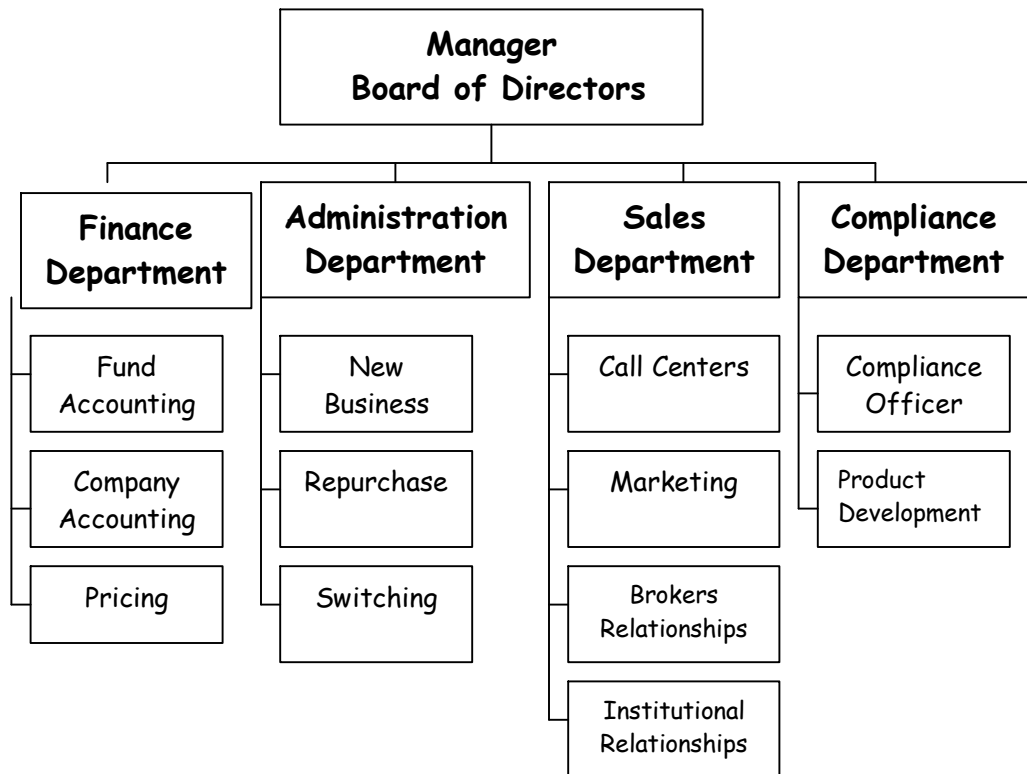 Manager
Board of Directors
Finance
Department
Administration
Department
Sales
Department
Compliance
Department
Fund
Accounting
Company
Accounting
Pricing
New
Business
Repurchase
Switching
Call Centers
Marketing
Brokers
Relationships
Institutional
Relationships
Compliance
Officer
Product
Development